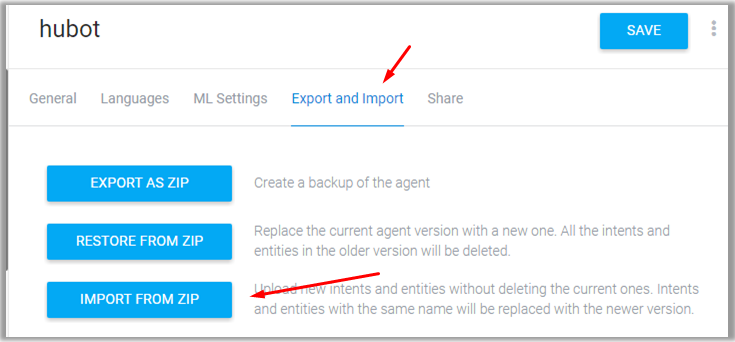 hubot
SAVE
General Languages ML Settings Export and Import Share
EXPORT AS ZIP
Create a backup of the agent
RESTORE FROM ZIP
Replace the current agent version with a new one. All the intents and
entities in the older version will be deleted.
IMPORT FROM ZIP
Upload new intents and entities without deleting the current ones. Intents
and entities with the same name will be replaced with the newer version.